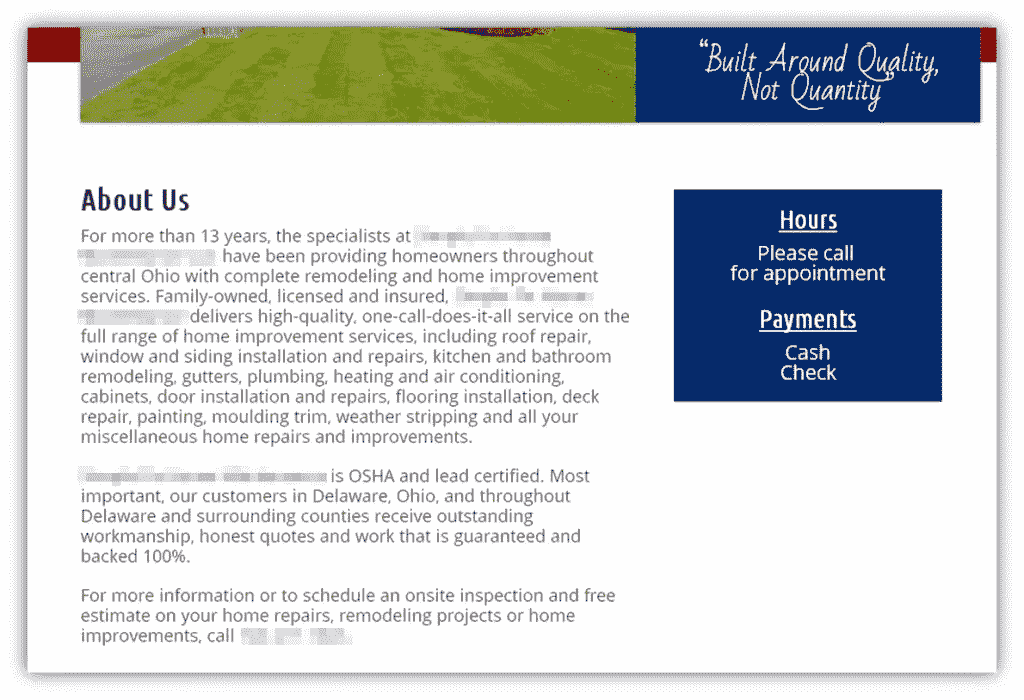 “Built Around Quality,
Not Quantity”
About Us
For more than 13 years, the specialists at
have been providing homeowners throughout
central Ohio with complete remodeling and home improvement
services. Family-owned, licensed and insured,
delivers high-quality, one-call-does-it-all service on the
full range of home improvement services, including roof repair,
window and siding installation and repairs, kitchen and bathroom
remodeling, gutters, plumbing, heating and air conditioning,
cabinets, door installation and repairs, flooring installation, deck
repair, painting, moulding trim, weather stripping and all your
miscellaneous home repairs and improvements.
is OSHA and lead certified. Most
important, our customers in Delaware, Ohio, and throughout
Delaware and surrounding counties receive outstanding
workmanship, honest quotes and work that is guaranteed and
backed 100%.
For more information or to schedule an onsite inspection and free
estimate on your home repairs, remodeling projects or home
improvements, call
Hours
Please call
for appointment
Payments
Cash
Check